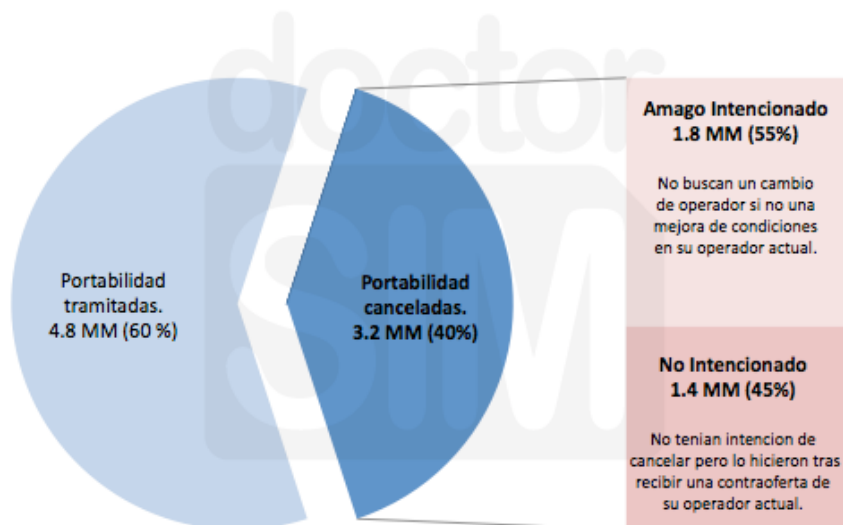 doctor
SIM
Portabilidad
tramitadas.
4.8 MM (60 %)
Portabilidad
canceladas.
3.2 MM (40%)
Amago Intencionado
1.8 MM (55%)
No buscan un cambio
de operador si no una
mejora de condiciones
en su operador actual.
No Intencionado
1.4 MM (45%)
No tenian intencion de
cancelar pero lo hicieron tras
recibir una contraoferta de
su operador actual.